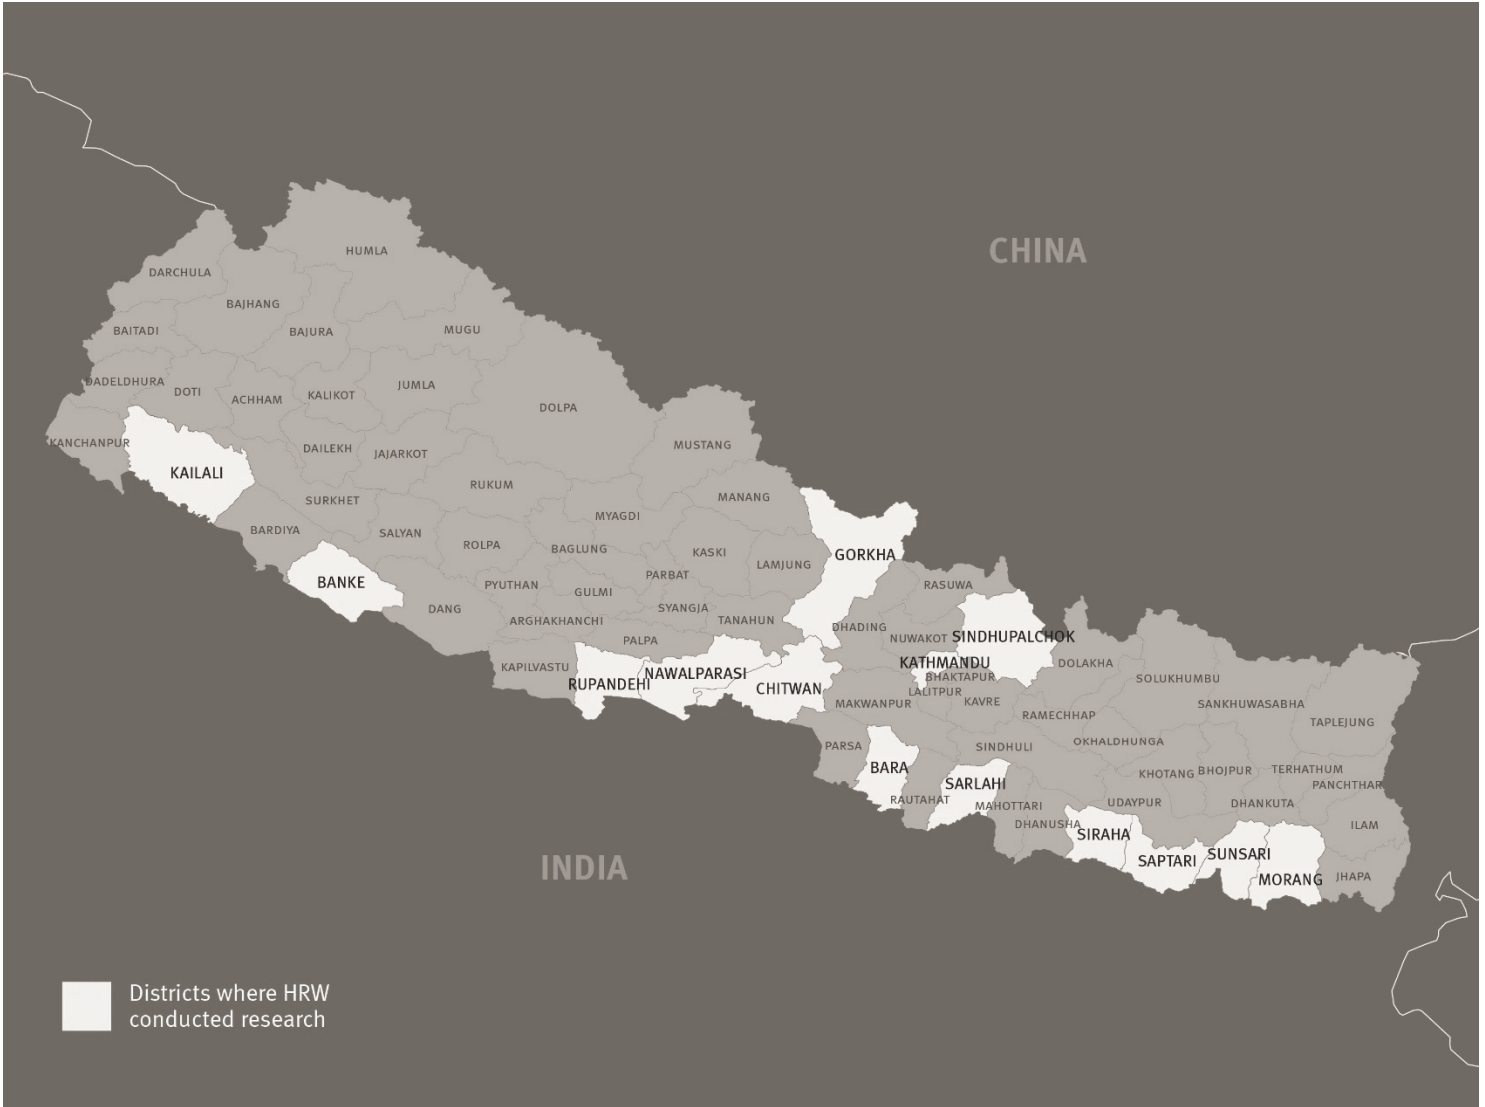 CHINA
HUMLA
DARCHULA
BAJHANG
BAITADI
BAJURA
MUGU
DADELDHURA
DOTI
ACHHAM
KALIKOT
JUMLA
DOLPA
KANCHANPUR
KAILALI
DAILEKH
JAJARKOT
MUSTANG
RUKUM
MANANG
SURKHET
BARDIYA
SALYAN
MYAGDI
ROLPA
BAGLUNG
KASKI
LAMJUNG
GORKHA
BANKE
DANG
PYUTHAN
GULMI
PARBAT
SYANGJA
RASUWA
ARGHAKHANCHI
TANAHUN
DHADING
NUWAKOT
SINDHUPALCHOK
PALPA
KAPILVASTU
RUPANDEHI
NAWALPARASI
CHITWAN
KATHMANDU
BHAKTAPUR
LALITPUR
DOLAKHA
MAKWANPUR
KAVRE
RAMECHHAP
SOLUKHUMBU
SANKHUWASABHA
TAPLEJUNG
PARSA
BARA
SINDHULI
OKHALDHUNGA
RAUTAHAT
SARLAHI
MAHOTTARI
KHOTANG
BHOJPUR
TERHATHUM
PANCHTHAR
DHANUSHA
UDAYPUR
DHANKUTA
SIRAHA
SAPTARI
SUNSARI
MORANG
ILAM
JHAPA
INDIA
Districts where HRW
conducted research